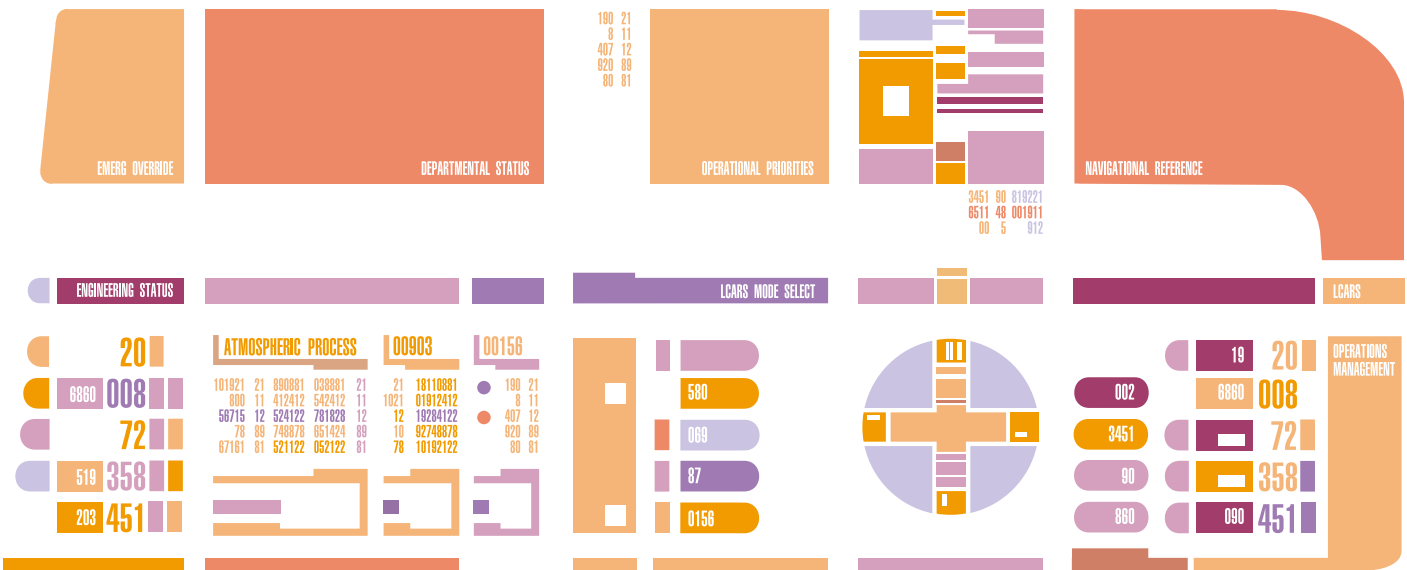 190 21
8 11
407 12
920 89
80 81
EMERG OVERRIDE
DEPARTMENTAL STATUS
OPERATIONAL PRIORITIES
NAVIGATIONAL REFERENCE
3451 90 819221
6511 48 001911
00 5 912
ENGINEERING STATUS
LCARS MODE SELECT
LCARS
20
6860 008
72
519 358
203 451
ATMOSPHERIC PROCESS
101921 21 890881 038881 21
800 11 412412 542412 11
56715 12 524122 781828 12
78 89 748878 651424 89
67161 81 521122 052122 81
00903
21 18110881
1021 01912412
12 19284122
10 92748878
78 10192122
00156
190 21
8 11
407 12
920 89
80 81
580
069
87
0156
19 20
002 6860 008
3451 72
90 358
860 090 451
OPERATIONS
MANAGEMENT